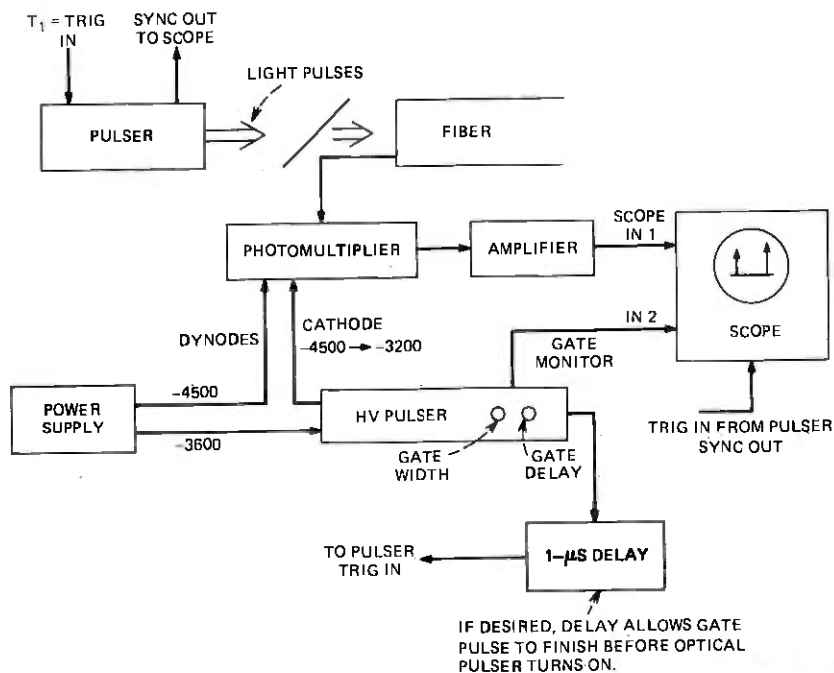 T1 = TRIG
IN
SYNC OUT
TO SCOPE
LIGHT PULSES
PULSER
FIBER
PHOTOMULTIPLIER
AMPLIFIER
SCOPE
IN 1
SCOPE
DYNODES
CATHODE
-4500 → -3200
IN 2
GATE
MONITOR
POWER
SUPPLY
-4500
-3600
HV PULSER
GATE
WIDTH
GATE
DELAY
TRIG IN FROM PULSER
SYNC OUT
TO PULSER
TRIG IN
1-μS DELAY
IF DESIRED, DELAY ALLOWS GATE
PULSE TO FINISH BEFORE OPTICAL
PULSER TURNS ON.